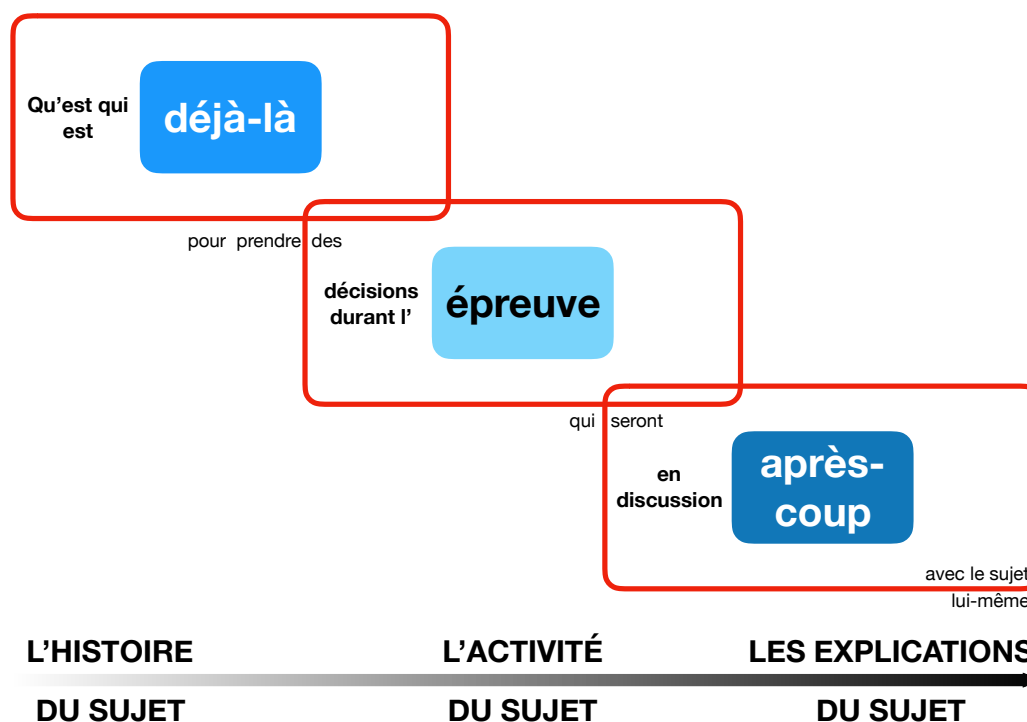 Qu'est qui
est
déjà-là
pour prendre des
décisions
durant l'
épreuve
qui seront
en
discussion
après-
coup
avec le sujet
lui-même
L'HISTOIRE
DU SUJET
L'ACTIVITÉ
DU SUJET
LES EXPLICATIONS
DU SUJET